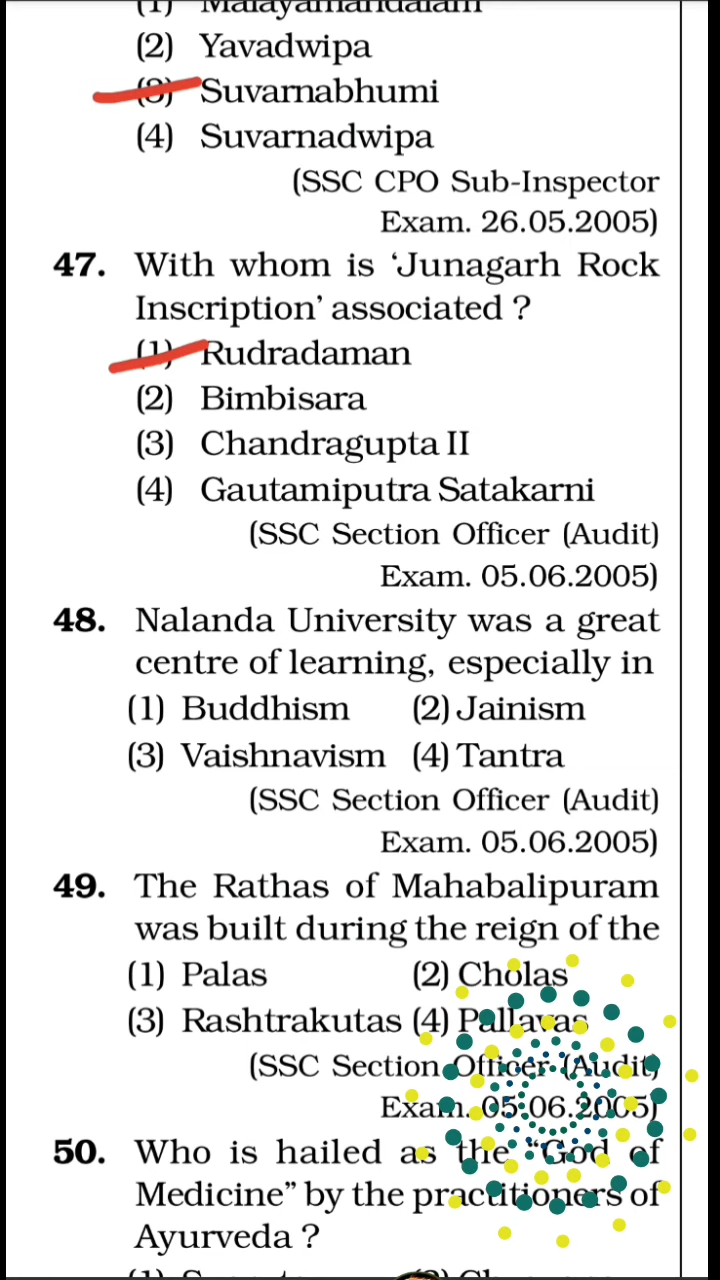 (1) Malayamandalam
(2) Yavadwipa
(3) Suvarnabhumi
(4) Suvarnadwipa
(SSC CPO Sub-Inspector
Exam. 26.05.2005)
47. With whom is ‘Junagarh Rock
Inscription’ associated ?
(1) Rudradaman
(2) Bimbisara
(3) Chandragupta II
(4) Gautamiputra Satakarni
(SSC Section Officer (Audit)
Exam. 05.06.2005)
48. Nalanda University was a great
centre of learning, especially in
(1) Buddhism (2) Jainism
(3) Vaishnavism (4) Tantra
(SSC Section Officer (Audit)
Exam. 05.06.2005)
49. The Rathas of Mahabalipuram
was built during the reign of the
(1) Palas (2) Cholas
(3) Rashtrakutas (4) Pallavas
(SSC Section Officer (Audit)
Exam. 05.06.2005)
50. Who is hailed as the “God of
Medicine” by the practitioners of
Ayurveda ?
(1) (2)